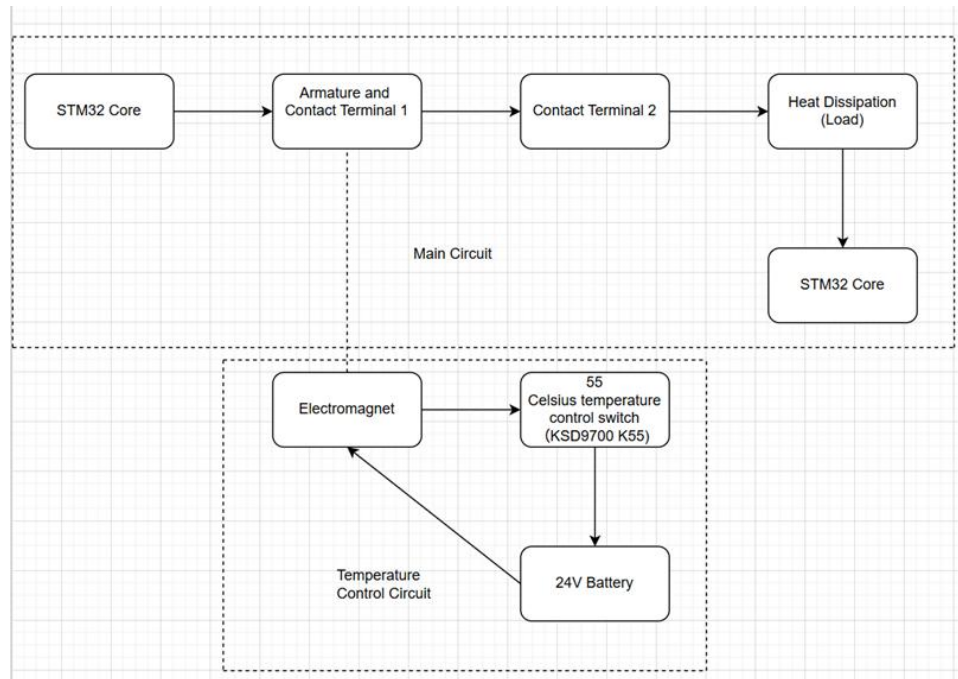 STM32 Core
Armature and
Contact Terminal 1
Contact Terminal 2
Heat Dissipation
(Load)
Main Circuit
STM32 Core
Electromagnet
55
Celsius temperature
control switch
(KSD9700 K55)
Temperature
Control Circuit
24V Battery